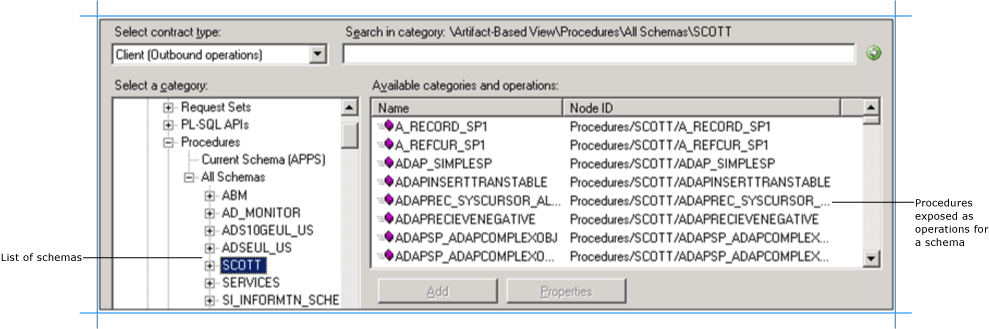 Select contract type:
Search in category: \Artifact-Based View\Procedures\All Schemas\SCOTT
Client (Outbound operations)
Select a category:
Available categories and operations:
Request Sets
PL-SQL APIs
Procedures
Current Schema (APPS)
All Schemas
ABM
AD_MONITOR
ADS10GEUL_US
ADSEUL_US
SCOTT
SERVICES
SI_INFORMTN_SCHE
Name Node ID
A_RECORD_SP1 Procedures/SCOTT/A_RECORD_SP1
A_REFCUR_SP1 Procedures/SCOTT/A_REFCUR_SP1
ADAP_SIMPLESP Procedures/SCOTT/ADAP_SIMPLESP
ADAPINSERTTRANSTABLE Procedures/SCOTT/ADAPINSERTTRANSTABLE
ADAPREC_SYSCURSOR_AL... Procedures/SCOTT/ADAPREC_SYSCURSOR_...
ADAPRECIEVENEGATIVE Procedures/SCOTT/ADAPRECIEVENEGATIVE
ADAPSP_ADAPCOMPLEXOBJ Procedures/SCOTT/ADAPSP_ADAPCOMPLEX...
ADAPSP_ADAPCOMPLEXO... Procedures/SCOTT/ADAPSP_ADAPCOMPLEX...
Add Properties
List of schemas
Procedures
exposed as
operations for
a schema